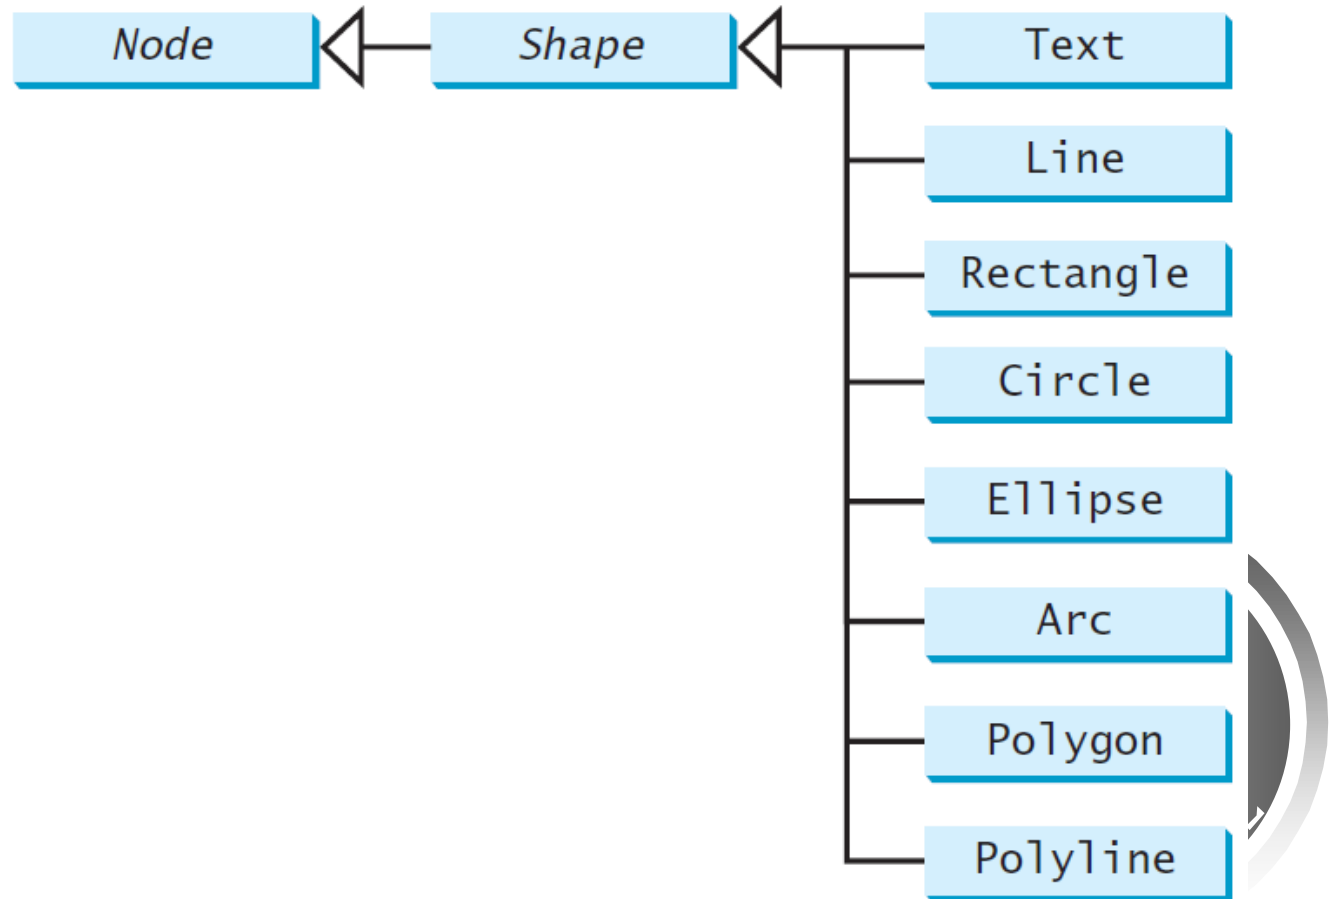 Node
Shape
Text
Line
Rectangle
Circle
Ellipse
Arc
Polygon
Polyline